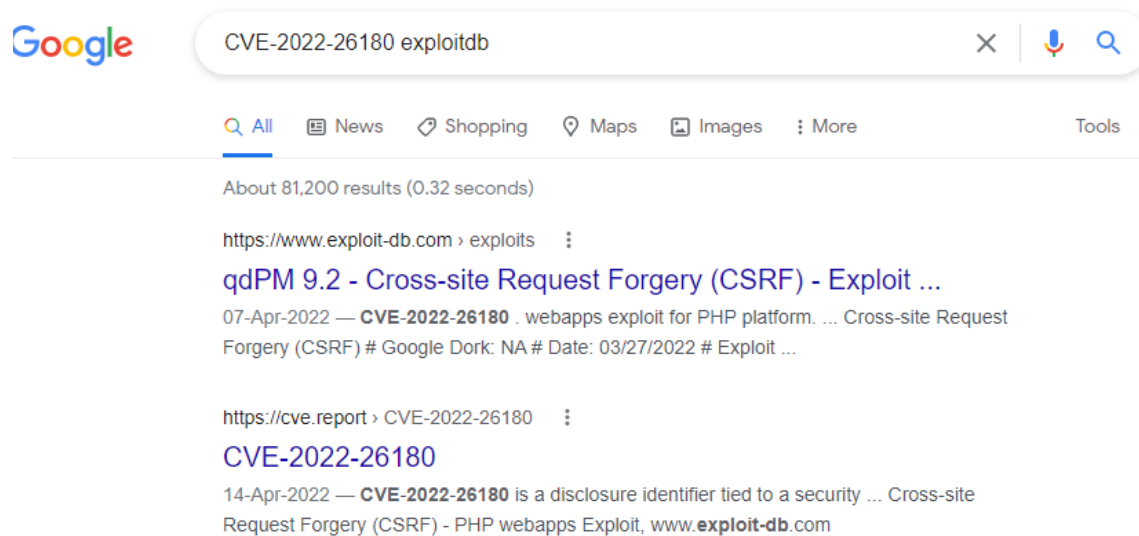 Google
CVE-2022-26180 exploitdb
All News Shopping Maps Images More Tools
About 81,200 results (0.32 seconds)
https://www.exploit-db.com › exploits
qdPM 9.2 - Cross-site Request Forgery (CSRF) - Exploit ...
07-Apr-2022 — CVE-2022-26180 . webapps exploit for PHP platform. ... Cross-site Request
Forgery (CSRF) # Google Dork: NA # Date: 03/27/2022 # Exploit ...
https://cve.report › CVE-2022-26180
CVE-2022-26180
14-Apr-2022 — CVE-2022-26180 is a disclosure identifier tied to a security ... Cross-site
Request Forgery (CSRF) - PHP webapps Exploit, www.exploit-db.com